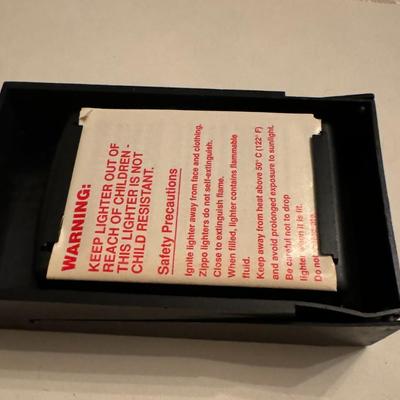 WARNING:
KEEP LIGHTER OUT OF
REACH OF CHILDREN -
THIS LIGHTER IS NOT
CHILD RESISTANT.
Safety Precautions
Ignite lighter away from face and clothing.
Zippo lighters do not self-extinguish.
Close to extinguish flame.
When filled, lighter contains flammable
fluid.
Keep away from heat above 50° C (122° F)
and avoid prolonged exposure to sunlight.
Be careful not to drop
lighter when it is lit.
Do not